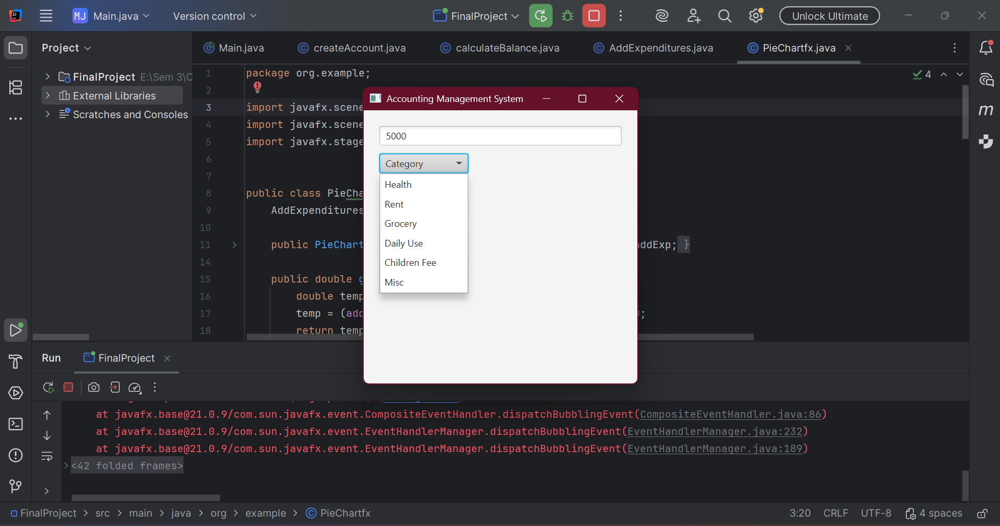 MJ Main.java Version control FinalProject Unlock Ultimate
Project
Main.java createAccount.java calculateBalance.java AddExpenditures.java PieChartfx.java
FinalProject E:\Sem 3\O
External Libraries
Scratches and Consoles
1 package org.example;
4
2
3 import javafx.scene
4 import javafx.scene
5 import javafx.stage
6
7
8 public class PieCha
9 AddExpenditures
10
11 public PieChart ddExp; }
14
15 public double g
16 double temp
17 temp = (add ;
18 return temp
Accounting Management System
5000
Category
Health
Rent
Grocery
Daily Use
Children Fee
Misc
Run FinalProject
at javafx.base@21.0.9/com.sun.javafx.event.CompositeEventHandler.dispatchBubblingEvent(CompositeEventHandler.java:86)
at javafx.base@21.0.9/com.sun.javafx.event.EventHandlerManager.dispatchBubblingEvent(EventHandlerManager.java:232)
at javafx.base@21.0.9/com.sun.javafx.event.EventHandlerManager.dispatchBubblingEvent(EventHandlerManager.java:189)
<42 folded frames>
FinalProject > src > main > java > org > example > PieChartfx 3:20 CRLF UTF-8 4 spaces